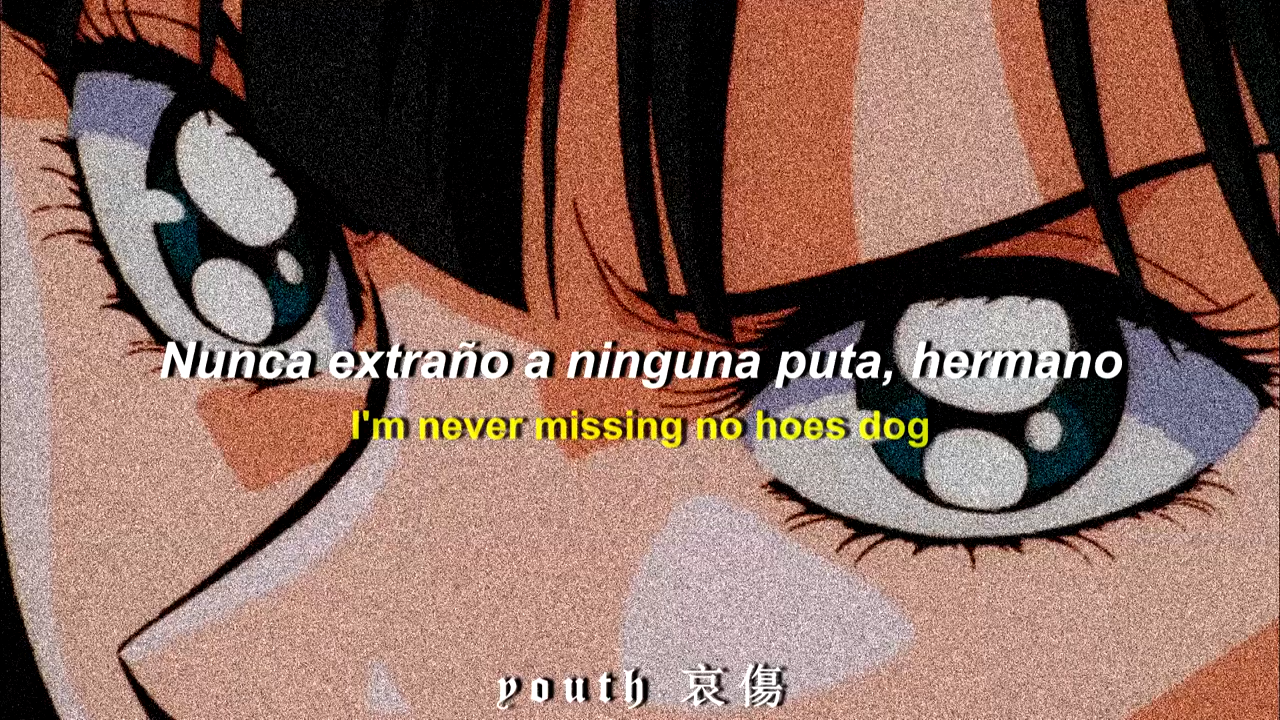 Nunca extraño a ninguna puta, hermano
I'm never missing no hoes dog
youth 哀傷